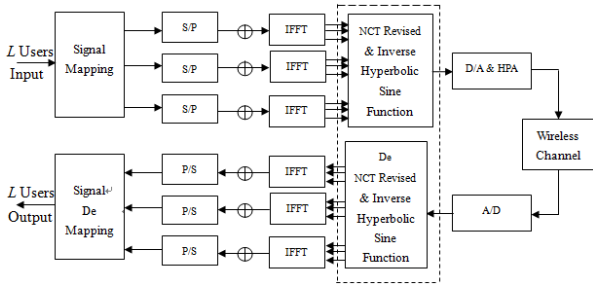 L Users
Input
Signal
Mapping
S/P
S/P
S/P
IFFT
IFFT
IFFT
NCT Revised
& Inverse
Hyperbolic
Sine
Function
D/A & HPA
Wireless
Channel
A/D
De
NCT Revised
& Inverse
Hyperbolic
Sine
Function
IFFT
IFFT
IFFT
P/S
P/S
P/S
Signal↵
De
Mapping
L Users
Output